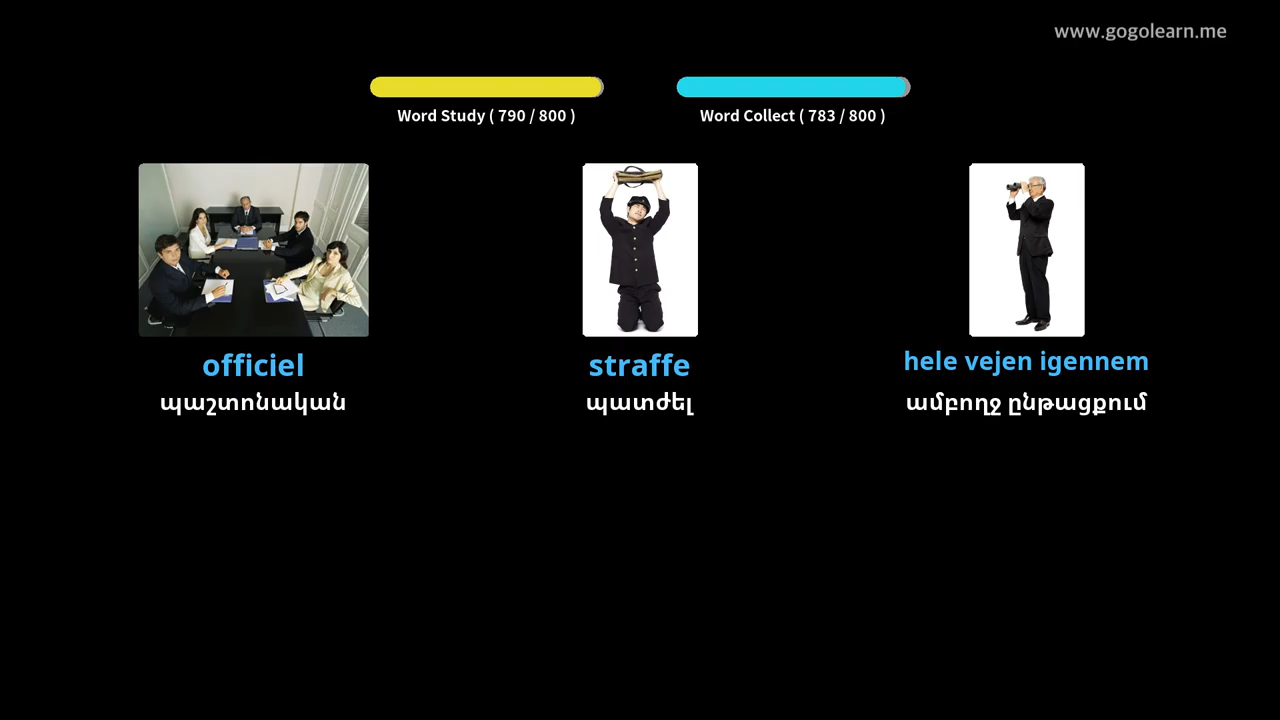 www.gogolearn.me
Word Study ( 790 / 800 )
Word Collect ( 783 / 800 )
officiel
straffe
hele vejen igennem
պաշտոնական
պատժել
ամբողջ ընթացքում